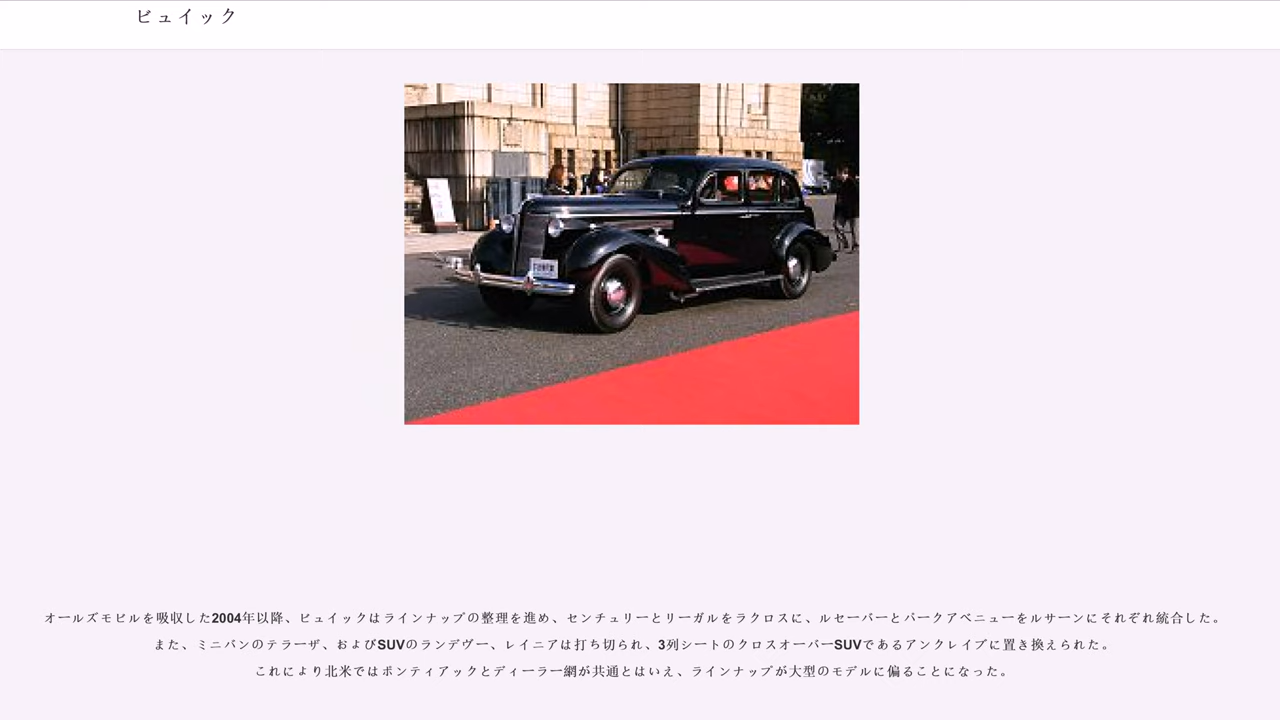 ビュイック
オールズモビルを吸収した2004年以降、ビュイックはラインナップの整理を進め、センチュリーとリーガルをラクロスに、ルセーバーとパークアベニューをルサーンにそれぞれ統合した。
また、ミニバンのテラーザ、およびSUVのランデヴー、レイニアは打ち切られ、3列シートのクロスオーバーSUVであるアンクレイブに置き換えられた。
これにより北米ではポンティアックとディーラー網が共通とはいえ、ラインナップが大型のモデルに偏ることになった。